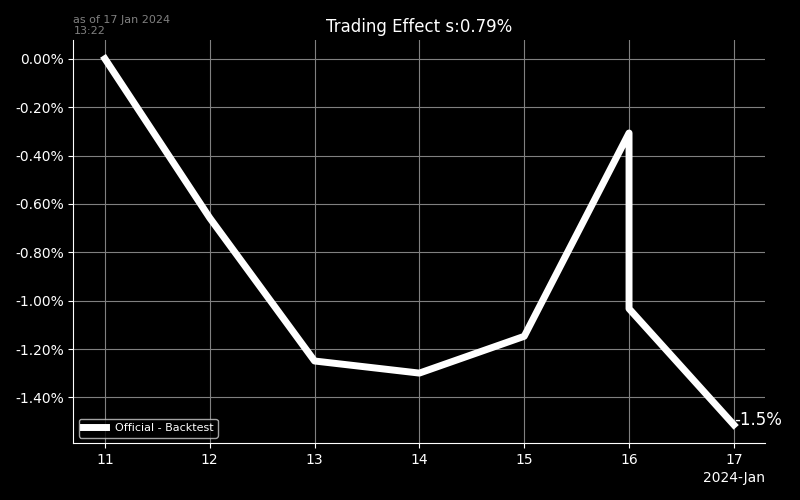 as of 17 Jan 2024
13:22
Trading Effect s:0.79%
0.00%
-0.20%
-0.40%
-0.60%
-0.80%
-1.00%
-1.20%
-1.40%
-1.5%
Official - Backtest
11 12 13 14 15 16 17
2024-Jan